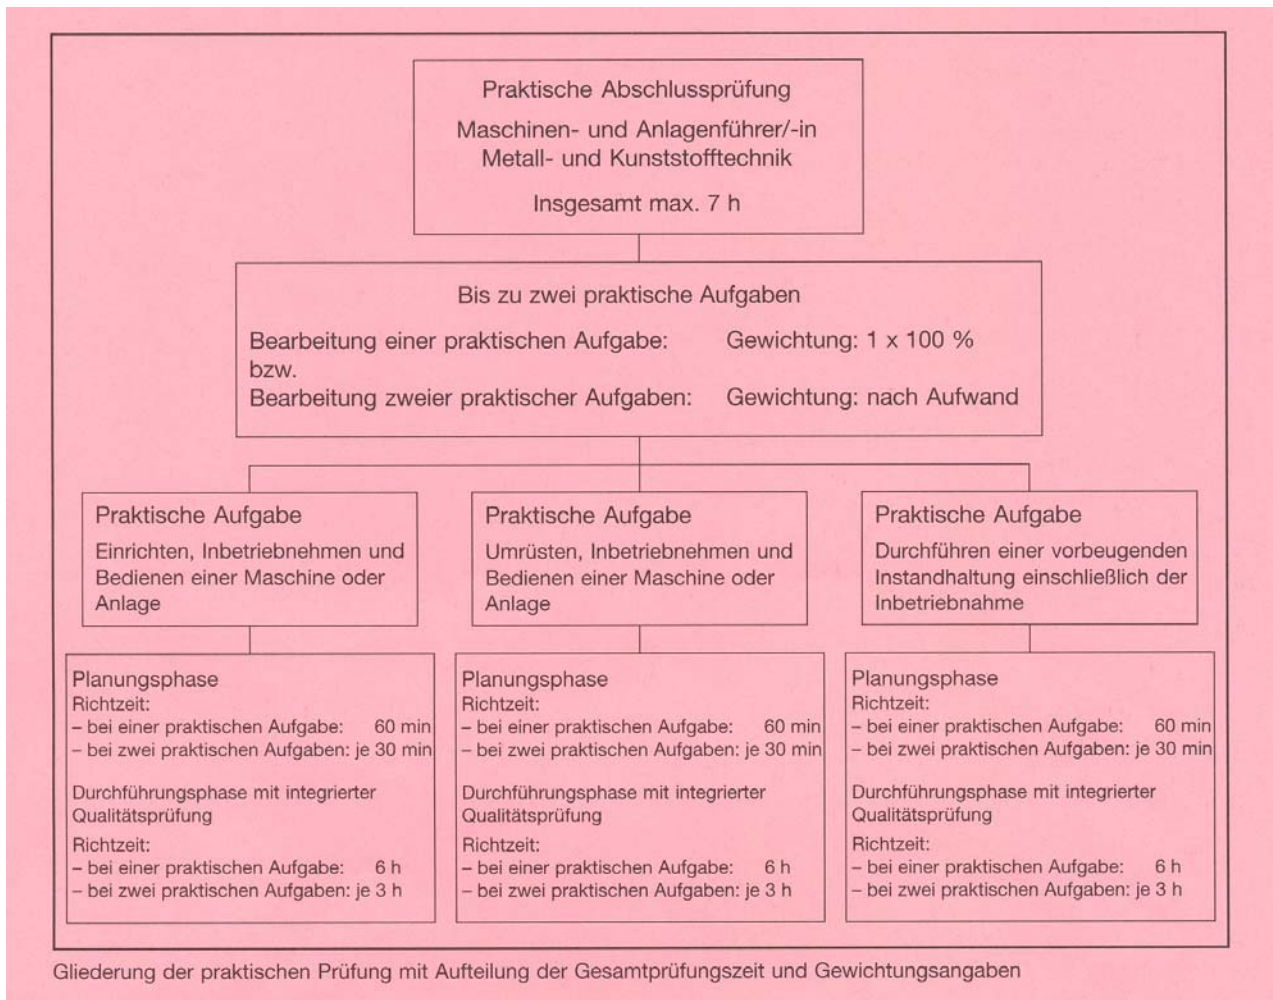 Praktische Abschlussprüfung
Maschinen- und Anlagenführer/-in
Metall- und Kunststofftechnik
Insgesamt max. 7 h
Bis zu zwei praktische Aufgaben
Bearbeitung einer praktischen Aufgabe: Gewichtung: 1 x 100 %
bzw.
Bearbeitung zweier praktischer Aufgaben: Gewichtung: nach Aufwand
Praktische Aufgabe
Einrichten, Inbetriebnehmen und
Bedienen einer Maschine oder
Anlage
Planungsphase
Richtzeit:
– bei einer praktischen Aufgabe: 60 min
– bei zwei praktischen Aufgaben: je 30 min
Durchführungsphase mit integrierter
Qualitätsprüfung
Richtzeit:
– bei einer praktischen Aufgabe: 6 h
– bei zwei praktischen Aufgaben: je 3 h
Praktische Aufgabe
Umrüsten, Inbetriebnehmen und
Bedienen einer Maschine oder
Anlage
Planungsphase
Richtzeit:
– bei einer praktischen Aufgabe: 60 min
– bei zwei praktischen Aufgaben: je 30 min
Durchführungsphase mit integrierter
Qualitätsprüfung
Richtzeit:
– bei einer praktischen Aufgabe: 6 h
– bei zwei praktischen Aufgaben: je 3 h
Praktische Aufgabe
Durchführen einer vorbeugenden
Instandhaltung einschließlich der
Inbetriebnahme
Planungsphase
Richtzeit:
– bei einer praktischen Aufgabe: 60 min
– bei zwei praktischen Aufgaben: je 30 min
Durchführungsphase mit integrierter
Qualitätsprüfung
Richtzeit:
– bei einer praktischen Aufgabe: 6 h
– bei zwei praktischen Aufgaben: je 3 h
Gliederung der praktischen Prüfung mit Aufteilung der Gesamtprüfungszeit und Gewichtungsangaben